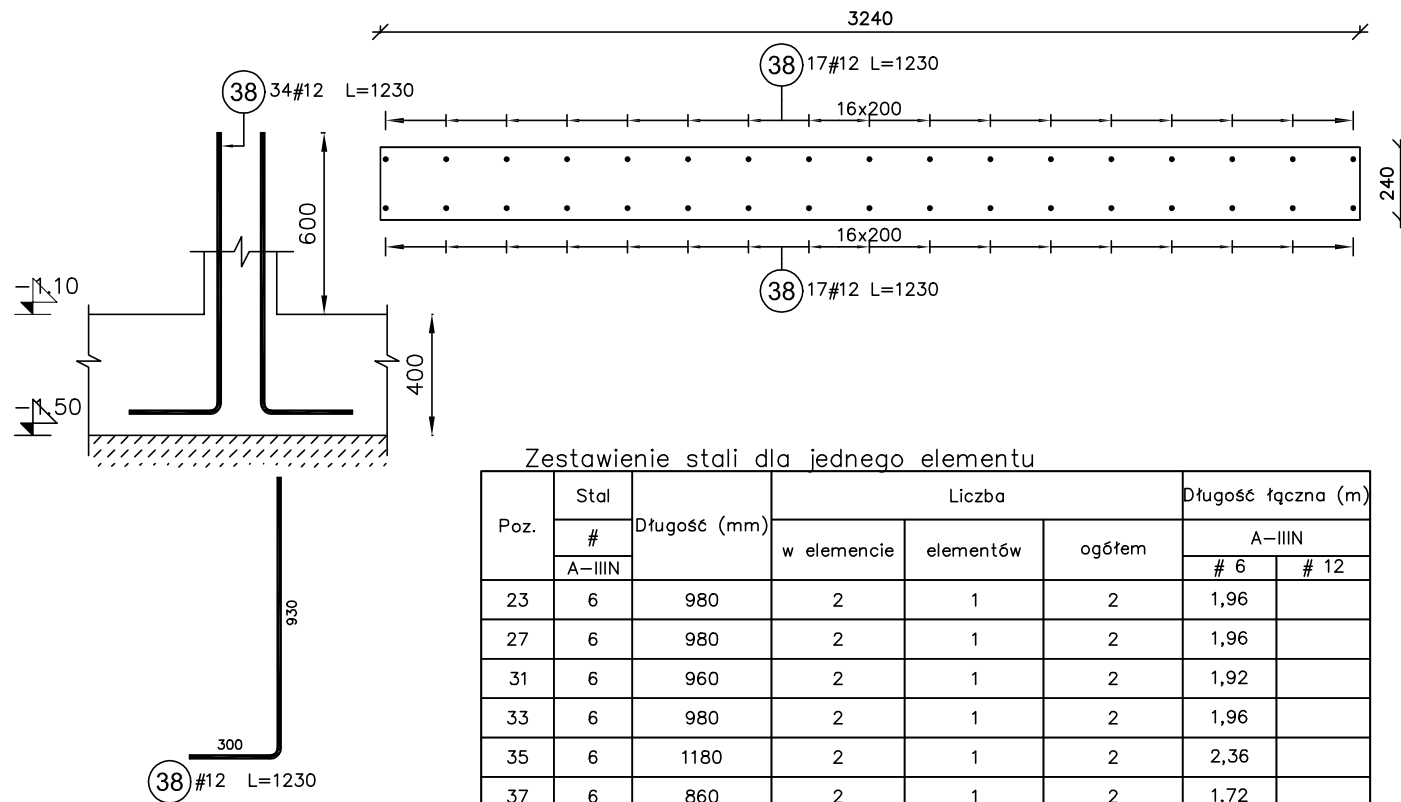 3240
38 17#12 L=1230
38 34#12 L=1230
16x200
600
240
16x200
38 17#12 L=1230
-1.10
400
-1.50
Zestawienie stali dla jednego elementu
Poz. Stal Długość (mm) Liczba Długość łączna (m)
# w elemencie elementów ogółem A-IIIN
A-IIIN # 6 # 12
23 6 980 2 1 2 1,96
27 6 980 2 1 2 1,96
31 6 960 2 1 2 1,92
33 6 980 2 1 2 1,96
35 6 1180 2 1 2 2,36
37 6 860 2 1 2 1,72
930
300
38 #12 L=1230